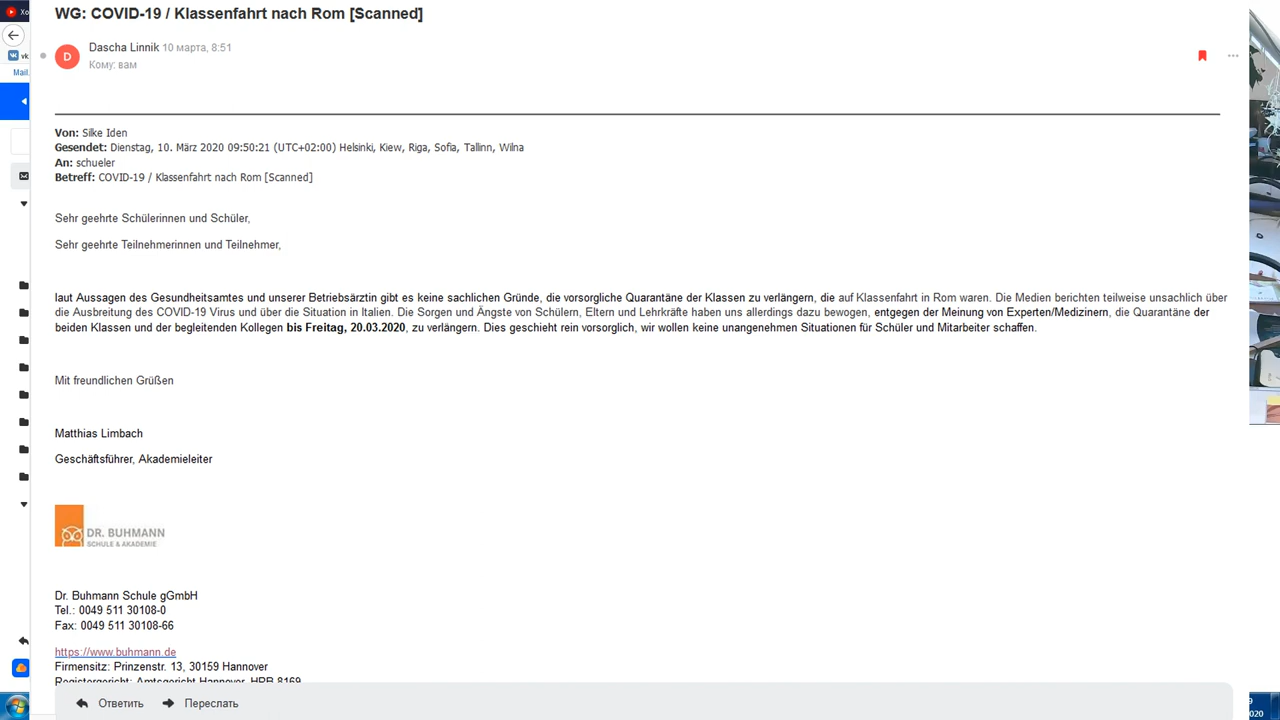 WG: COVID-19 / Klassenfahrt nach Rom [Scanned]
Dascha Linnik 10 марта, 8:51
D
Кому: вам
vk
Mail.
Von: Silke Iden
Gesendet: Dienstag, 10. März 2020 09:50:21 (UTC+02:00) Helsinki, Kiew, Riga, Sofia, Tallinn, Wilna
An: schueler
Betreff: COVID-19 / Klassenfahrt nach Rom [Scanned]
Sehr geehrte Schülerinnen und Schüler,
Sehr geehrte Teilnehmerinnen und Teilnehmer,
laut Aussagen des Gesundheitsamtes und unserer Betriebsärztin gibt es keine sachlichen Gründe, die vorsorgliche Quarantäne der Klassen zu verlängern, die auf Klassenfahrt in Rom waren. Die Medien berichten teilweise unsachlich über
die Ausbreitung des COVID-19 Virus und über die Situation in Italien. Die Sorgen und Ängste von Schülern, Eltern und Lehrkräfte haben uns allerdings dazu bewogen, entgegen der Meinung von Experten/Medizinern, die Quarantäne der
beiden Klassen und der begleitenden Kollegen bis Freitag, 20.03.2020, zu verlängern. Dies geschieht rein vorsorglich, wir wollen keine unangenehmen Situationen für Schüler und Mitarbeiter schaffen.
Mit freundlichen Grüßen
Matthias Limbach
Geschäftsführer, Akademieleiter
DR. BUHMANN
SCHULE & AKADEMIE
Dr. Buhmann Schule gGmbH
Tel.: 0049 511 30108-0
Fax: 0049 511 30108-66
https://www.buhmann.de
Firmensitz: Prinzenstr. 13, 30159 Hannover
Registergericht: Amtsgericht Hannover, HRB 8169
Ответить Переслать